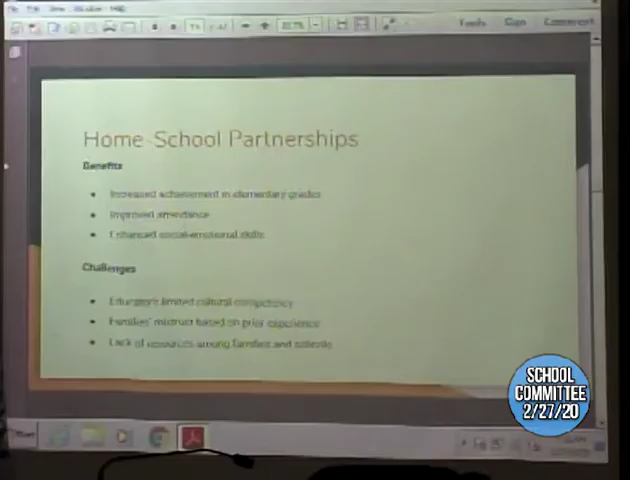 Tools Sign Comment
Home-School Partnerships
Benefits
Increased achievement in elementary grades
Improved attendance
Enhanced social-emotional skills
Challenges
Educators limited cultural competency
Families' mistrust based on prior experience
Lack of resources among families and schools
SCHOOL
COMMITTEE
2/27/20